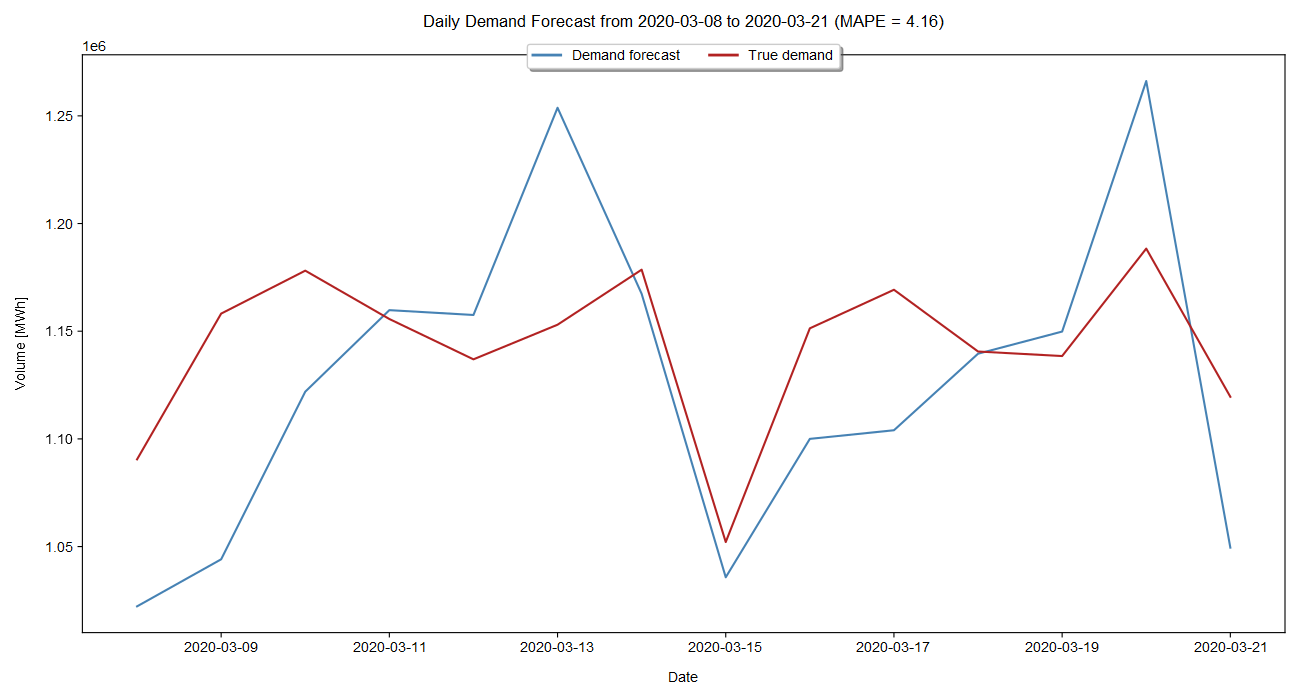 Daily Demand Forecast from 2020-03-08 to 2020-03-21 (MAPE = 4.16)
1e6
Demand forecast
True demand
1.25
1.20
1.15
1.10
1.05
Volume [MWh]
2020-03-09
2020-03-11
2020-03-13
2020-03-15
2020-03-17
2020-03-19
2020-03-21
Date